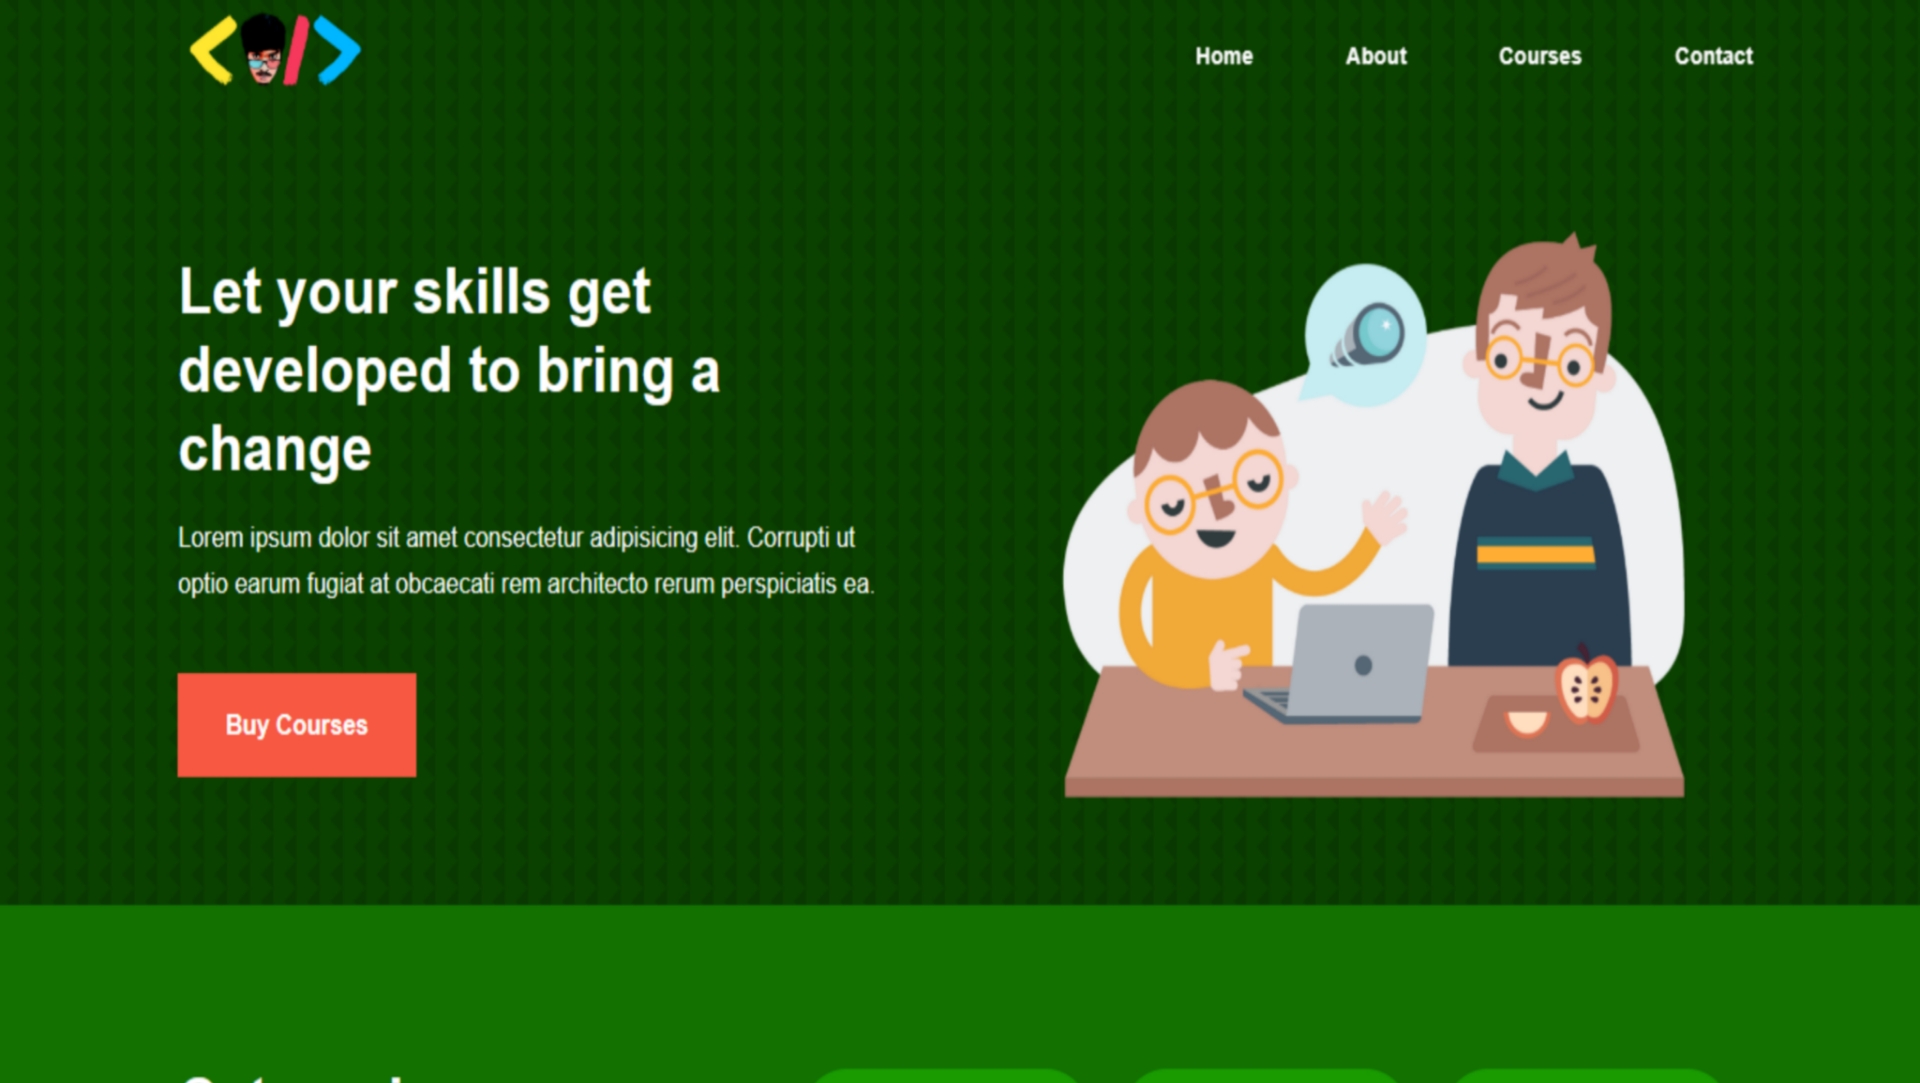 Home
About
Courses
Contact
Let your skills get
developed to bring a
change
Lorem ipsum dolor sit amet consectetur adipisicing elit. Corrupti ut
optio earum fugiat at obcaecati rem architecto rerum perspiciatis ea.
Buy Courses